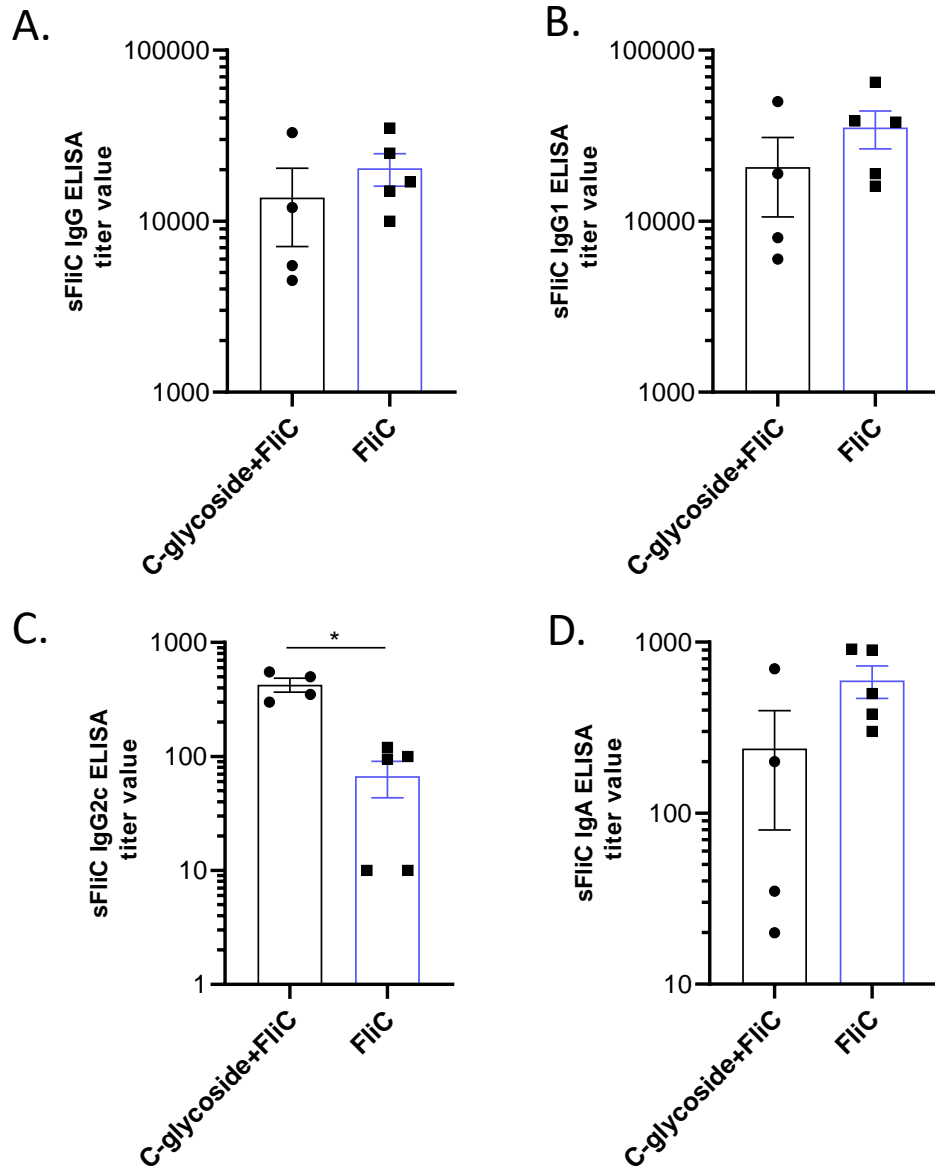 A.
100000
10000
1000
sFliC IgG ELISA
titer value
C-glycoside+FliC
FliC
B.
100000
10000
1000
sFliC IgG1 ELISA
titer value
C-glycoside+FliC
FliC
C.
1000
100
10
1
*
sFliC IgG2c ELISA
titer value
C-glycoside+FliC
FliC
D.
1000
100
10
sFliC IgA ELISA
titer value
C-glycoside+FliC
FliC